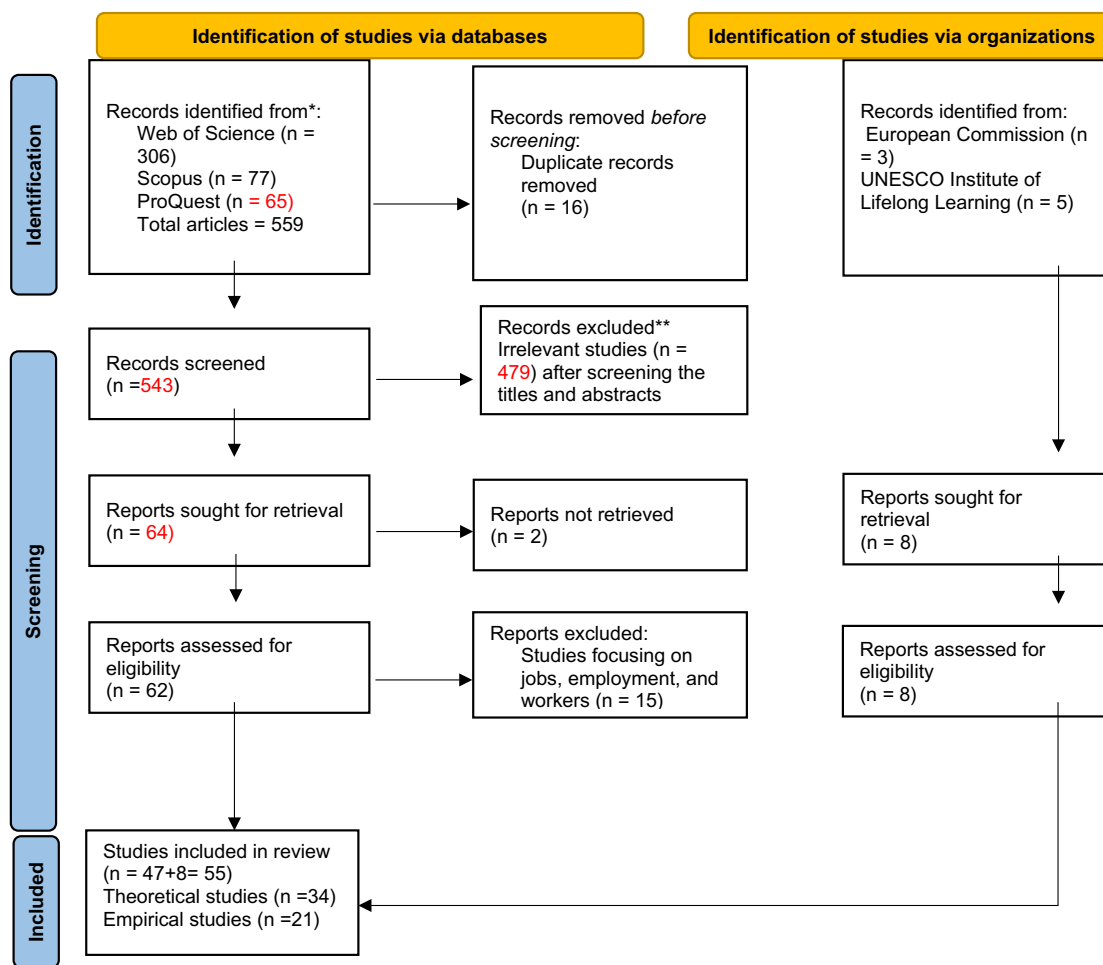 Identification of studies via databases
Identification of studies via organizations
Identification
Records identified from*:
Web of Science (n =
306)
Scopus (n = 77)
ProQuest (n = 65)
Total articles = 559
Records removed before
screening:
Duplicate records
removed
(n = 16)
Records identified from:
European Commission (n
= 3)
UNESCO Institute of
Lifelong Learning (n = 5)
Screening
Records screened
(n =543)
Records excluded**
Irrelevant studies (n =
479) after screening the
titles and abstracts
Reports sought for retrieval
(n = 64)
Reports not retrieved
(n = 2)
Reports sought for
retrieval
(n = 8)
Reports assessed for
eligibility
(n = 62)
Reports excluded:
Studies focusing on
jobs, employment, and
workers (n = 15)
Reports assessed for
eligibility
(n = 8)
Included
Studies included in review
(n = 47+8= 55)
Theoretical studies (n =34)
Empirical studies (n =21)